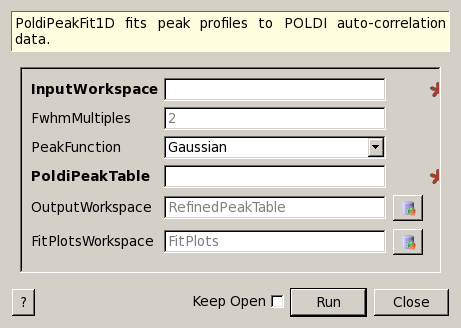 PoldiPeakFit1D fits peak profiles to POLDI auto-correlation
data.
InputWorkspace
FwhmMultiples 2
PeakFunction Gaussian
PoldiPeakTable
OutputWorkspace RefinedPeakTable
FitPlotsWorkspace FitPlots
? Keep Open Run Close